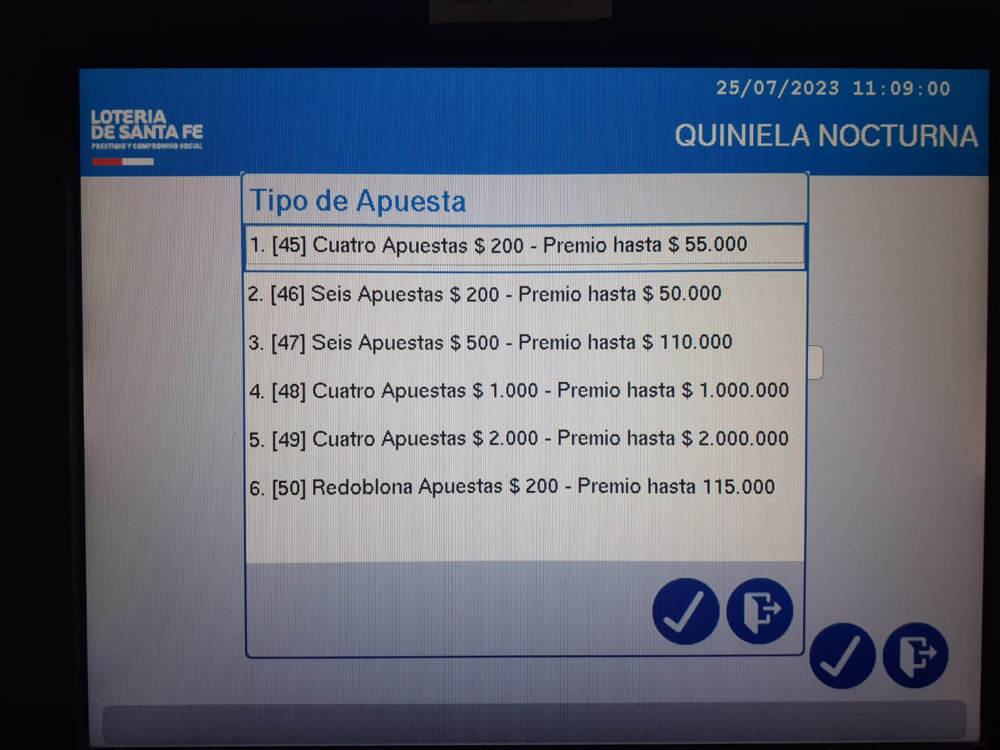 25/07/2023 11:09:00
LOTERIA
DE SANTA FE
PRESTIGIO Y COMPROMISO SOCIAL
QUINIELA NOCTURNA
Tipo de Apuesta
1. [45] Cuatro Apuestas $ 200 - Premio hasta $ 55.000
2. [46] Seis Apuestas $ 200 - Premio hasta $ 50.000
3. [47] Seis Apuestas $ 500 - Premio hasta $ 110.000
4. [48] Cuatro Apuestas $ 1.000 - Premio hasta $ 1.000.000
5. [49] Cuatro Apuestas $ 2.000 - Premio hasta $ 2.000.000
6. [50] Redoblona Apuestas $ 200 - Premio hasta 115.000